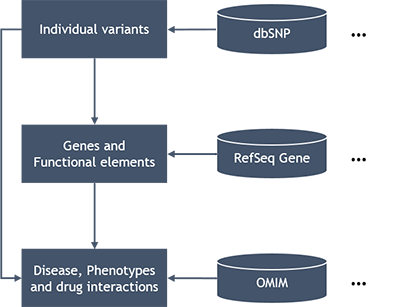 Individual variants
dbSNP
...
Genes and
Functional elements
RefSeq Gene
...
Disease, Phenotypes
and drug interactions
OMIM
...